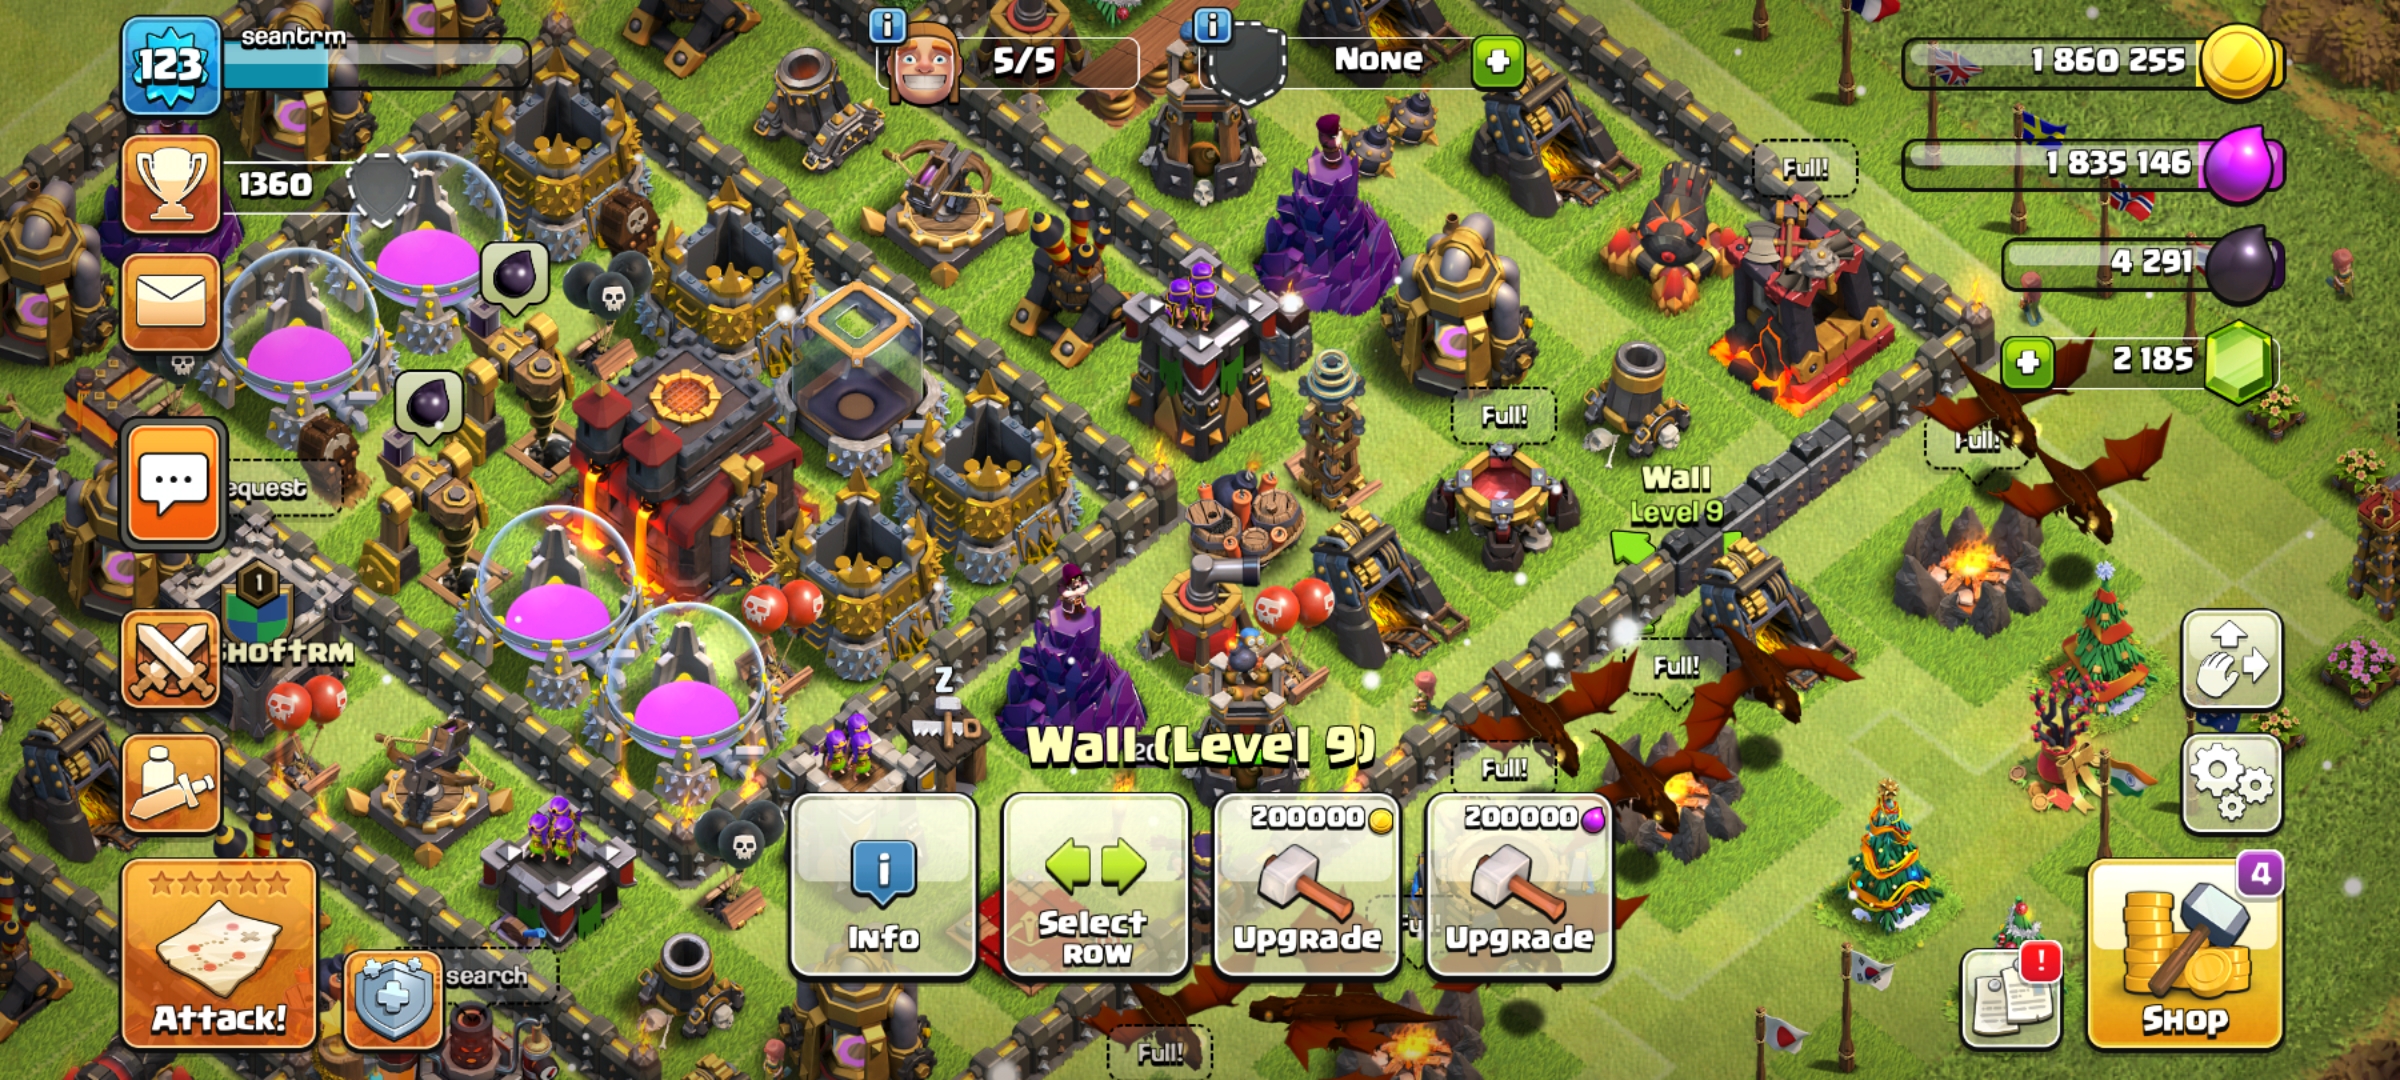 123
seantrm
5/5
None
1 860 255
1360
Full!
1 835 146
4 291
2 185
Full!
Full!
Wall
Level 9
equest
1
Full!
HOFTRM
Z
Wall (Level 9)
Full!
200000
200000
4
Info
Select
Row
Upgrade
Upgrade
search
Attack!
!
Shop
Full!